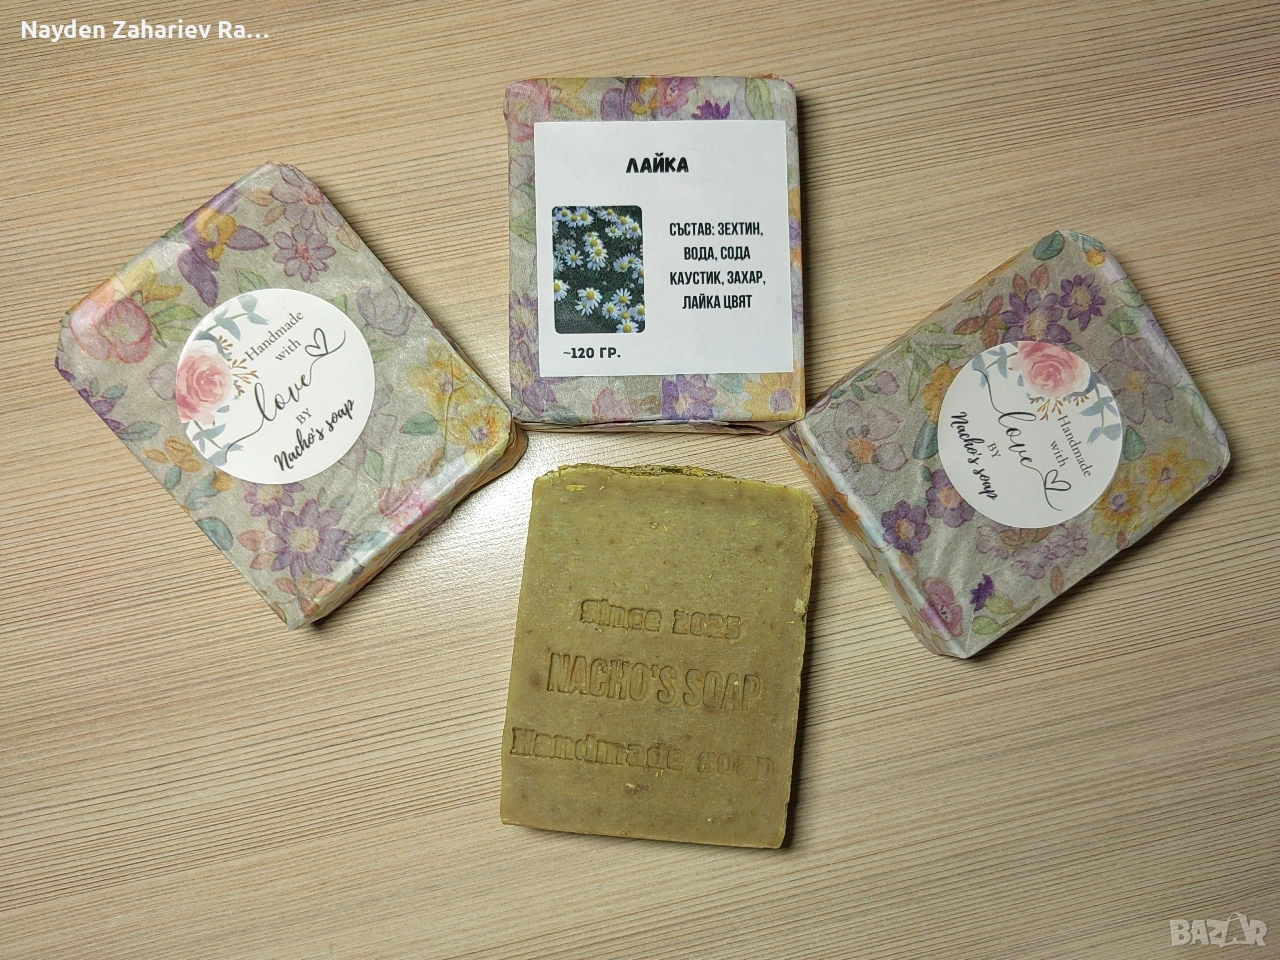 Nayden Zahariev Ra...
ЛАЙКА
СЪСТАВ: ЗЕХТИН,
ВОДА, СОДА
КАУСТИК, ЗАХАР,
ЛАЙКА ЦВЯТ
~120 ГР.
Handmade
with
love
BY
Nacho's soap
Handmade
with
love
BY
Nacho's soap
since 2025
NACHO'S SOAP
Handmade soap
BAZAR